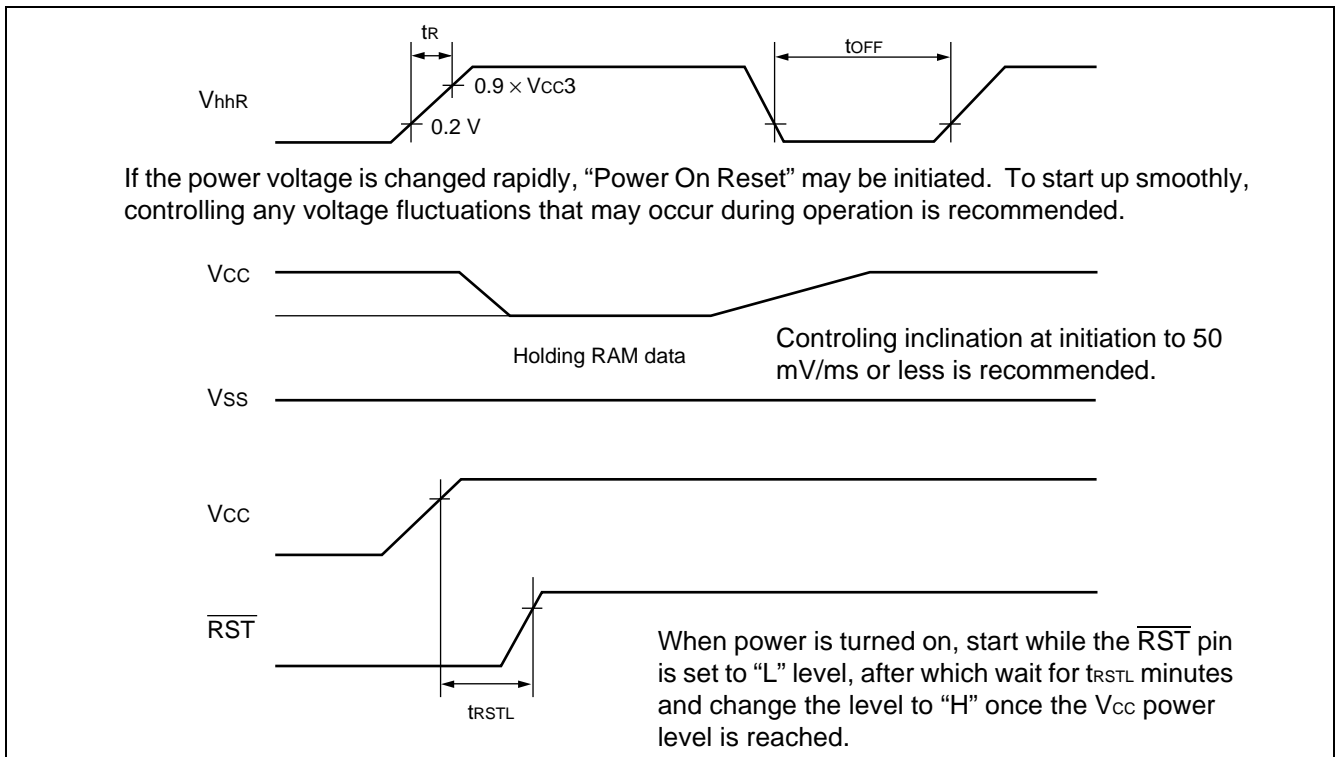 tR
tOFF
VhhR
0.9 × VCC3
0.2 V
If the power voltage is changed rapidly, “Power On Reset” may be initiated. To start up smoothly,
controlling any voltage fluctuations that may occur during operation is recommended.
VCC
Holding RAM data
Controling inclination at initiation to 50
mV/ms or less is recommended.
VSS
VCC
RST
tRSTL
When power is turned on, start while the RST pin
is set to “L” level, after which wait for tRSTL minutes
and change the level to “H” once the VCC power
level is reached.